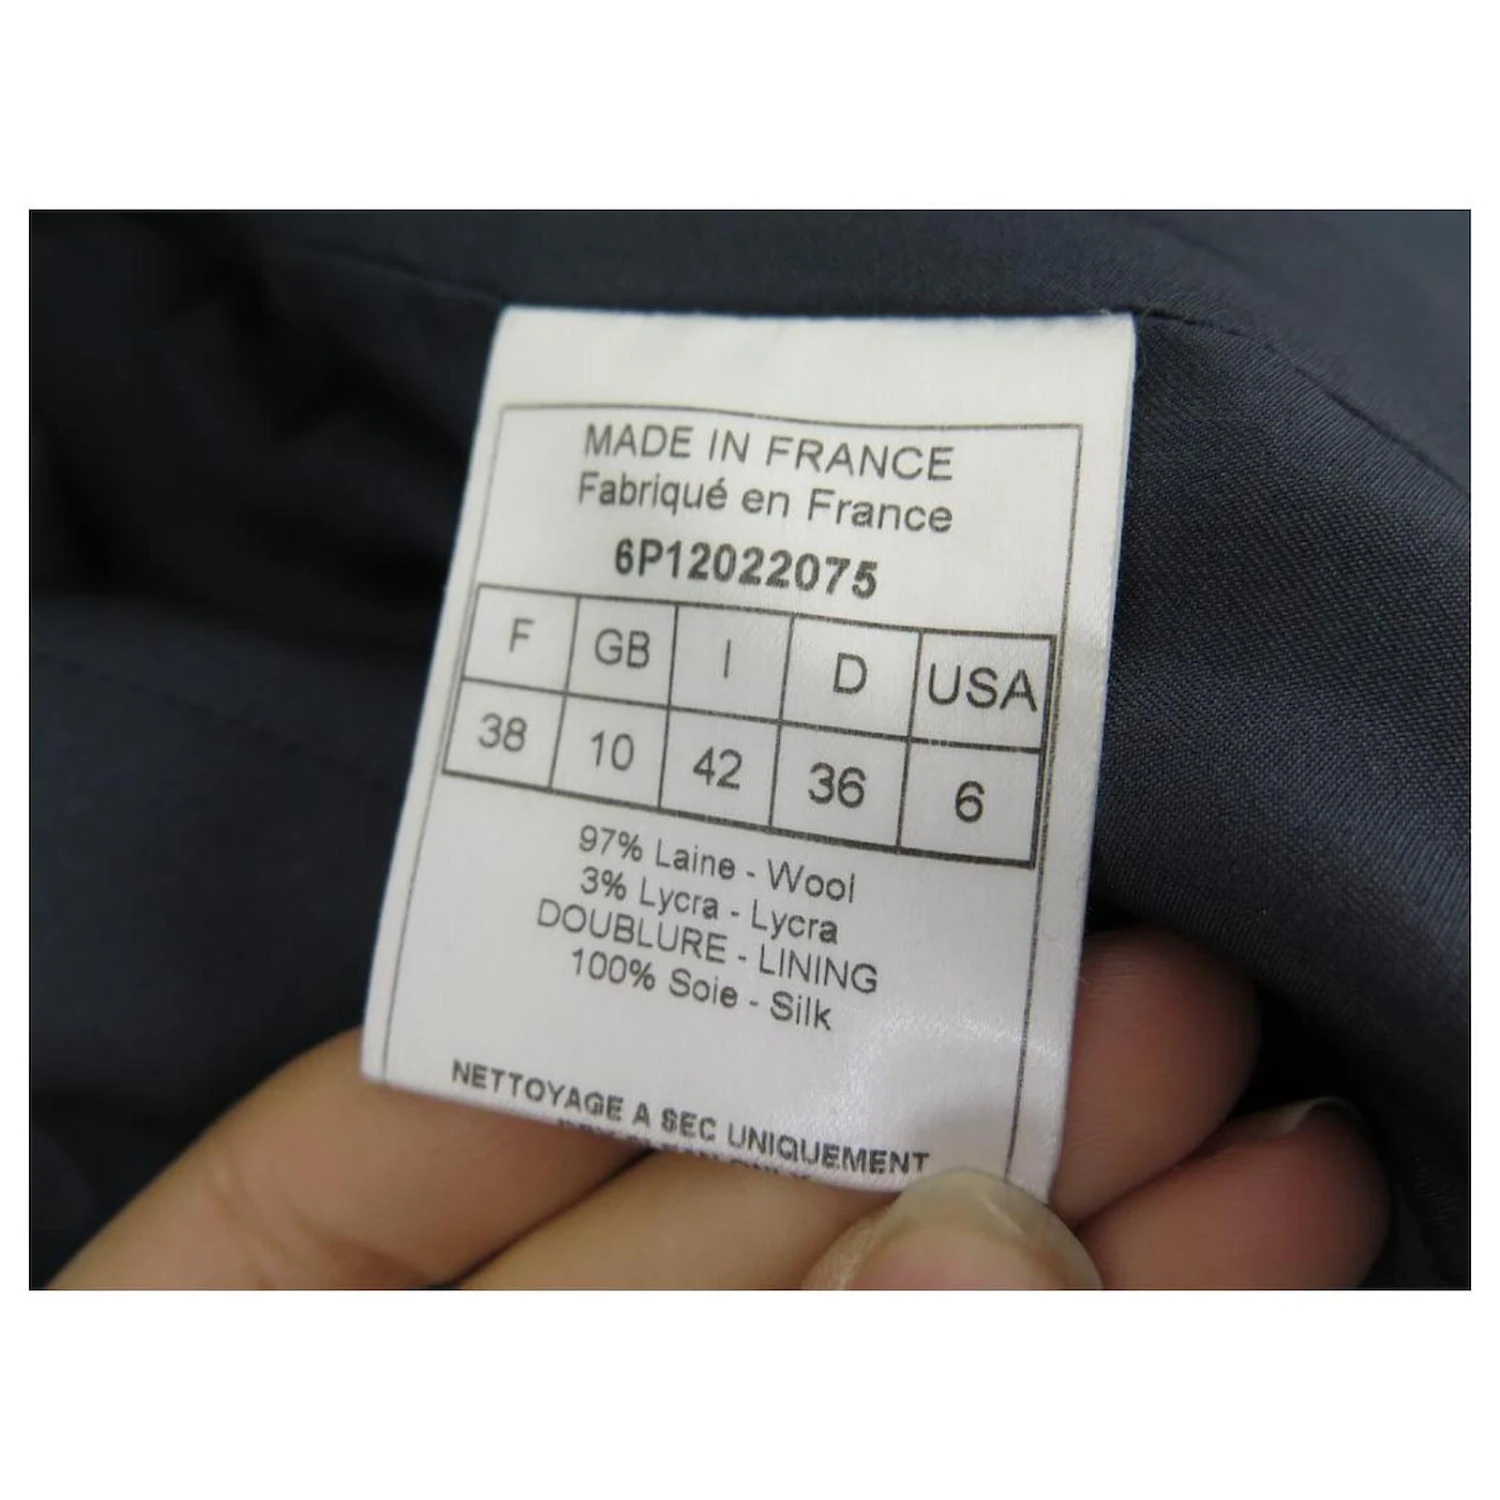 MADE IN FRANCE
Fabriqué en France
6P12022075
F GB I D USA
38 10 42 36 6
97% Laine - Wool
3% Lycra - Lycra
DOUBLURE - LINING
100% Soie - Silk
NETTOYAGE A SEC UNIQUEMENT